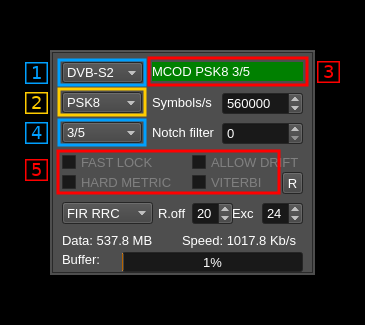 1 DVB-S2 MCOD PSK8 3/5 3
2 PSK8 Symbols/s 560000
4 3/5 Notch filter 0
5 FAST LOCK ALLOW DRIFT
HARD METRIC VITERBI R
FIR RRC R.off 20 Exc 24
Data: 537.8 MB Speed: 1017.8 Kb/s
Buffer: 1%